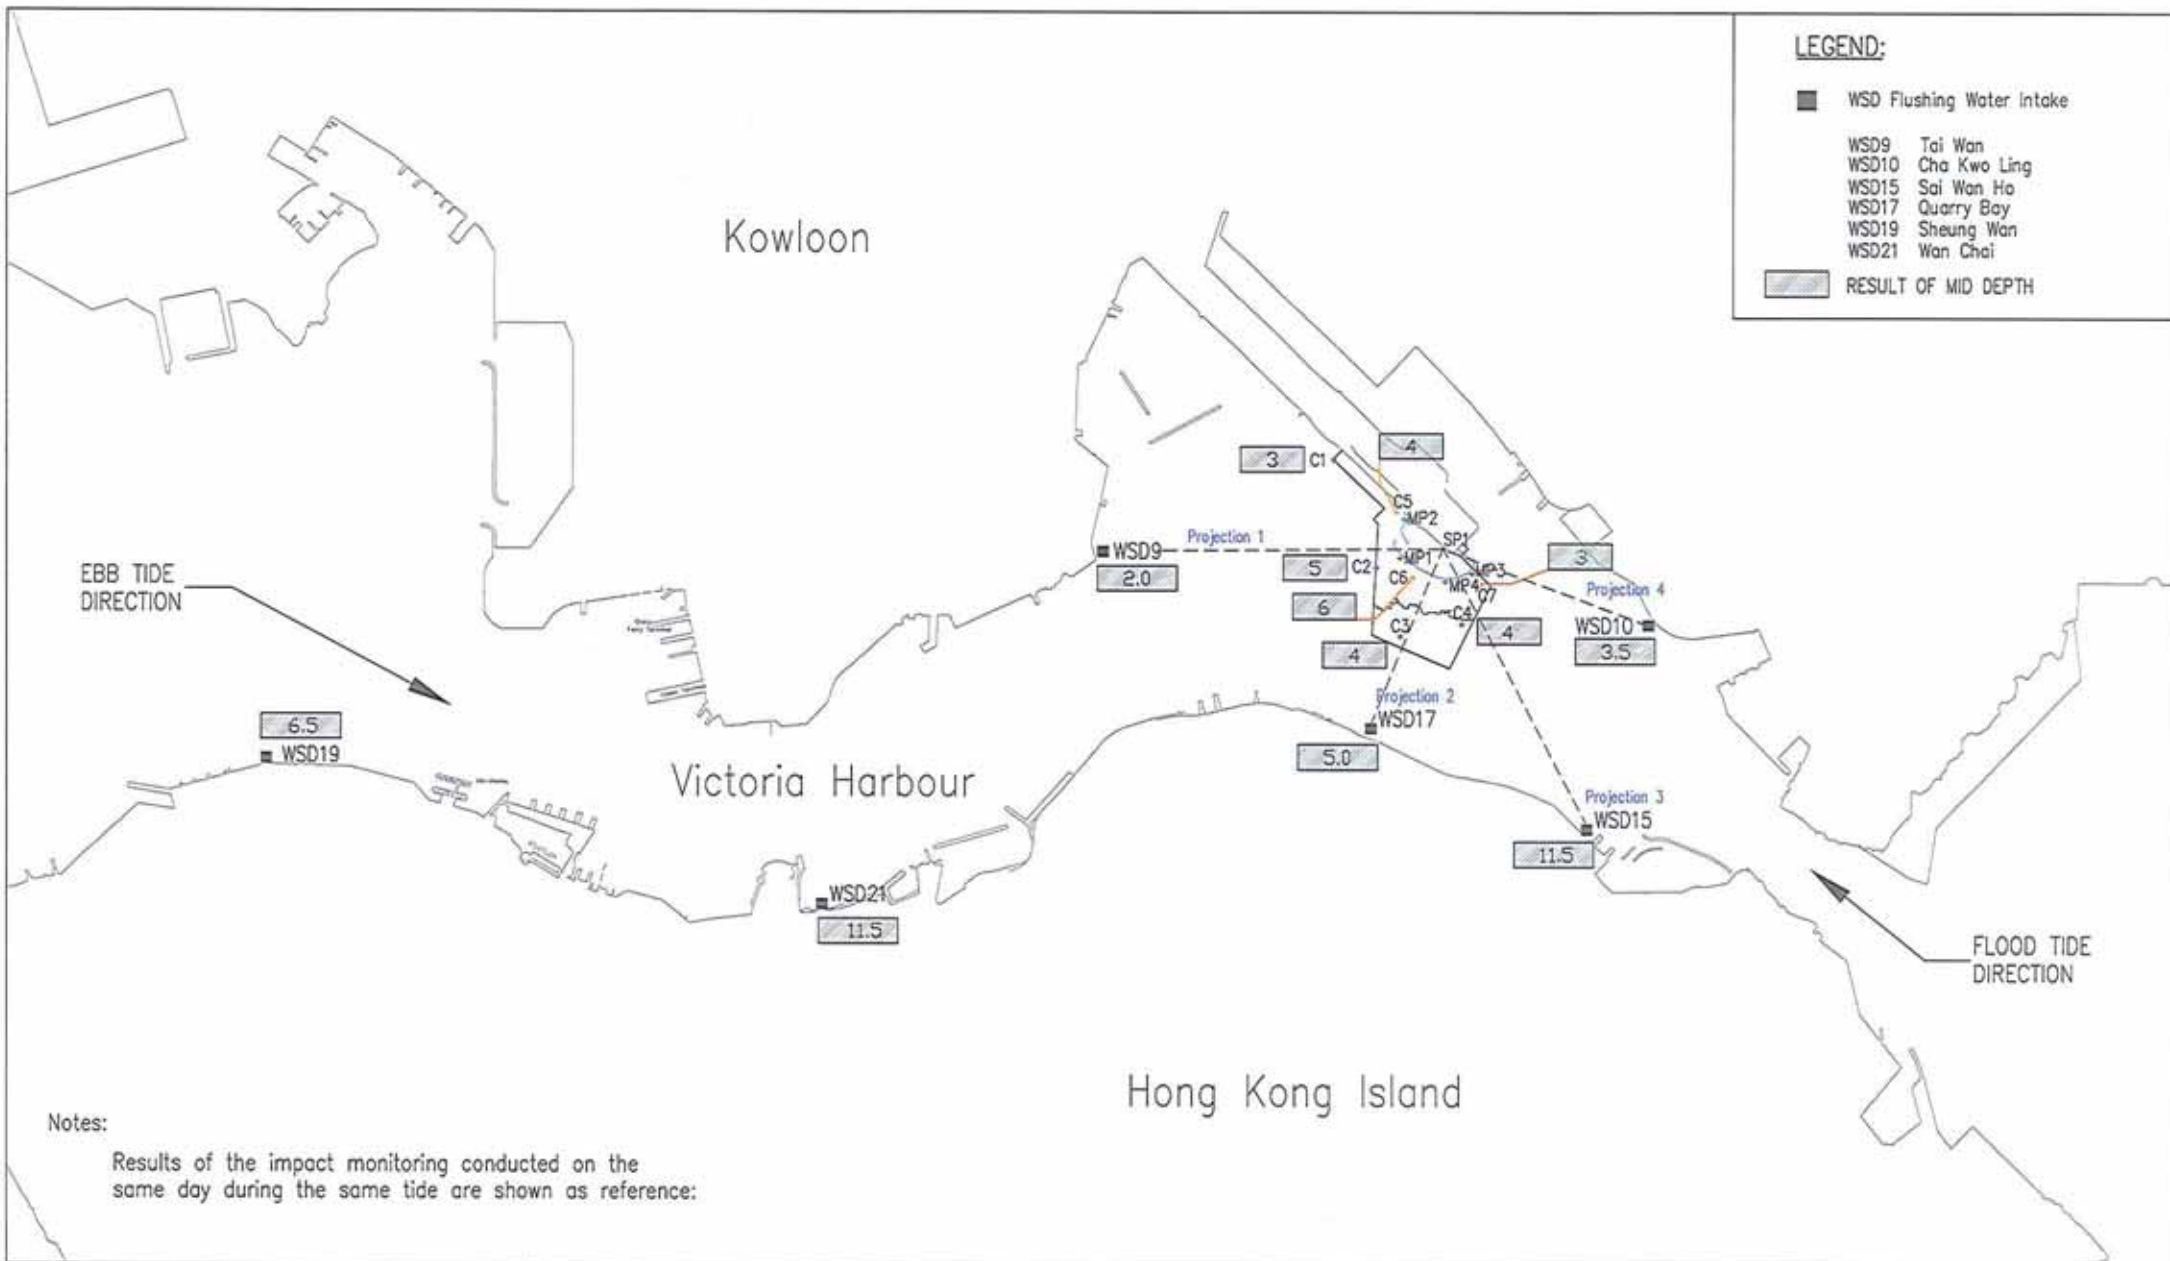 LEGEND:
WSD Flushing Water Intake
WSD9 Tai Wan
WSD10 Cha Kwo Ling
WSD15 Sai Wan Ho
WSD17 Quarry Bay
WSD19 Sheung Wan
WSD21 Wan Chai
RESULT OF MID DEPTH
Kowloon
4
3 C1
C5
MP2
SP1
Projection 1
WSD9
2.0
5 C2
MP1
MP3
3
C6
MP4
C7
Projection 4
6
C4
C3
4
WSD10
3.5
4
EBB TIDE
DIRECTION
Ferry Terminal
Projection 2
WSD17
5.0
6.5
WSD19
Victoria Harbour
Projection 3
WSD15
11.5
WSD21
11.5
FLOOD TIDE
DIRECTION
Hong Kong Island
Notes:
Results of the impact monitoring conducted on the
same day during the same tide are shown as reference: